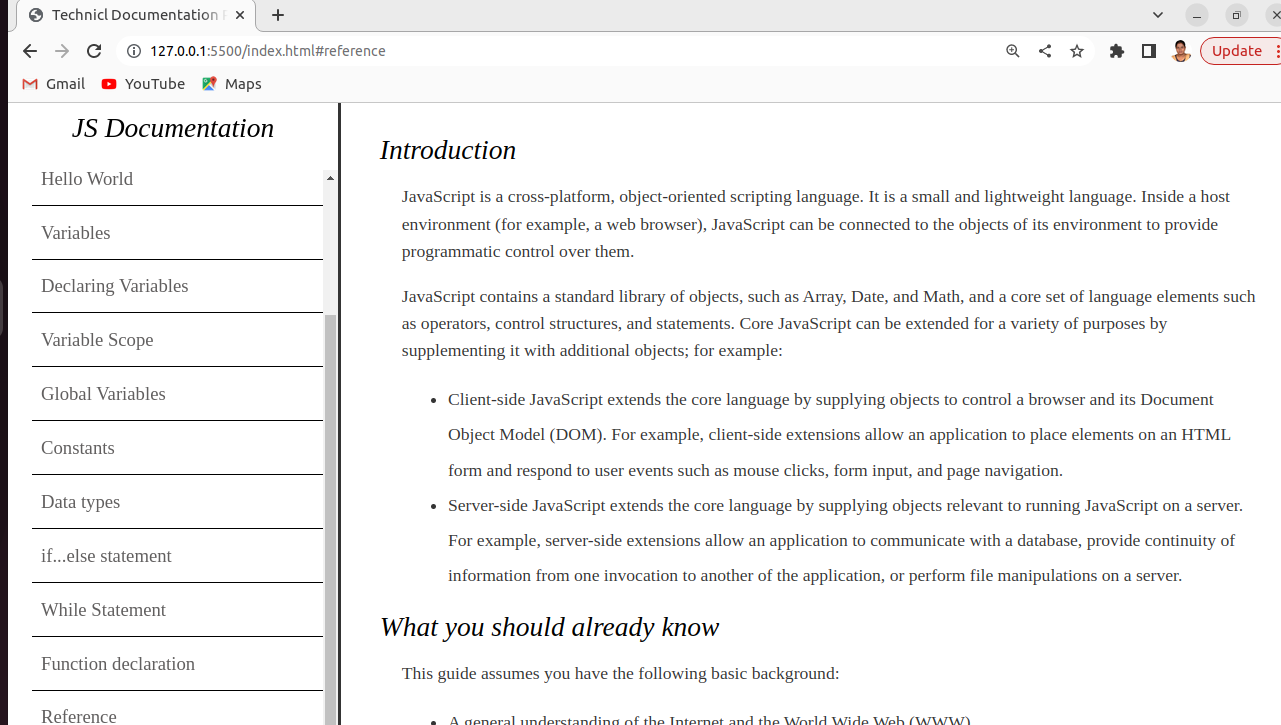 Technicl Documentation
127.0.0.1:5500/index.html#reference
Update
Gmail
YouTube
Maps
JS Documentation
Hello World
Variables
Declaring Variables
Variable Scope
Global Variables
Constants
Data types
if...else statement
While Statement
Function declaration
Reference
Introduction
JavaScript is a cross-platform, object-oriented scripting language. It is a small and lightweight language. Inside a host
environment (for example, a web browser), JavaScript can be connected to the objects of its environment to provide
programmatic control over them.
JavaScript contains a standard library of objects, such as Array, Date, and Math, and a core set of language elements such
as operators, control structures, and statements. Core JavaScript can be extended for a variety of purposes by
supplementing it with additional objects; for example:
• Client-side JavaScript extends the core language by supplying objects to control a browser and its Document
Object Model (DOM). For example, client-side extensions allow an application to place elements on an HTML
form and respond to user events such as mouse clicks, form input, and page navigation.
• Server-side JavaScript extends the core language by supplying objects relevant to running JavaScript on a server.
For example, server-side extensions allow an application to communicate with a database, provide continuity of
information from one invocation to another of the application, or perform file manipulations on a server.
What you should already know
This guide assumes you have the following basic background:
• A general understanding of the Internet and the World Wide Web (WWW).